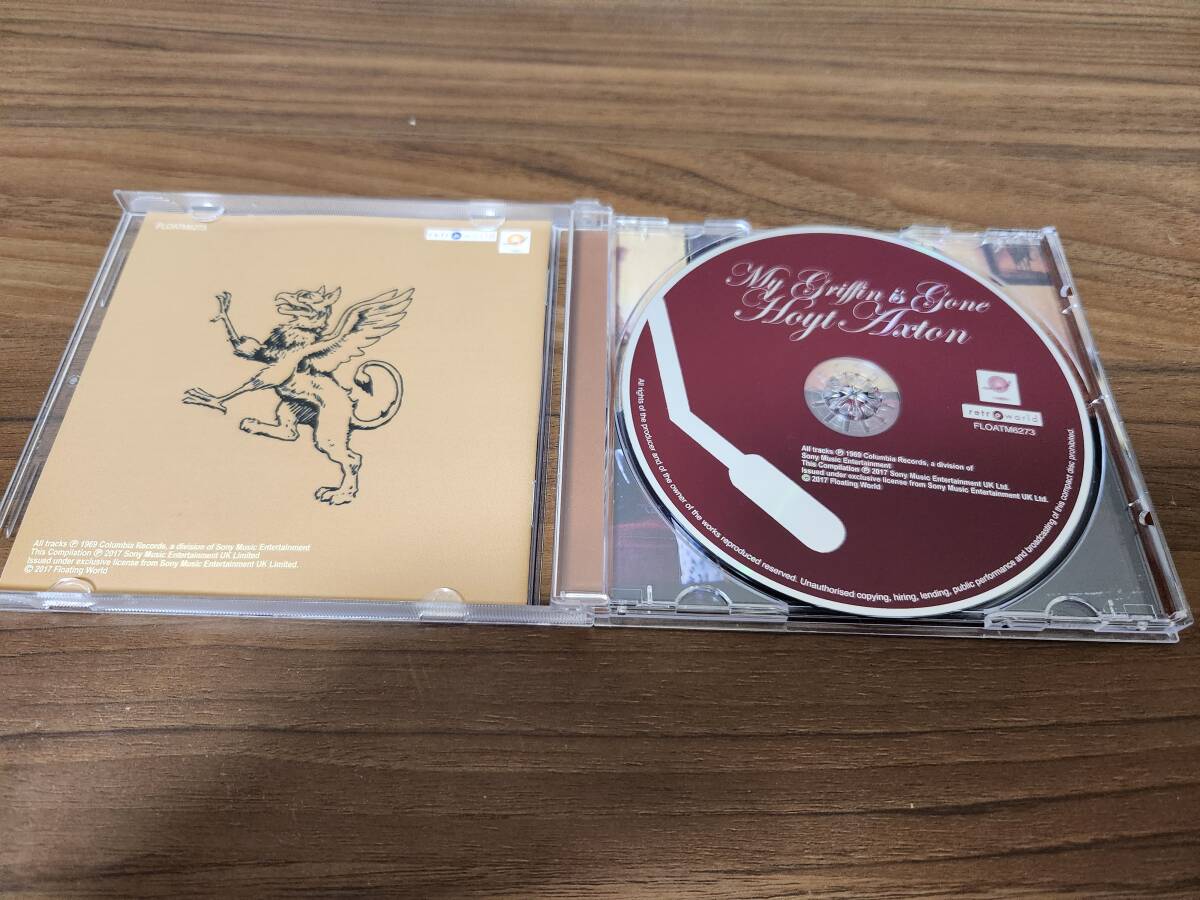 FLOATM6273
retroworld
All tracks Ⓟ 1969 Columbia Records, a division of Sony Music Entertainment
This Compilation Ⓟ 2017 Sony Music Entertainment UK Limited
Issued under exclusive license from Sony Music Entertainment UK Limited.
© 2017 Floating World
My Griffin is Gone
Hoyt Axton
retroworld
FLOATM6273
All tracks Ⓟ 1969 Columbia Records, a division of
Sony Music Entertainment
This Compilation Ⓟ 2017 Sony Music Entertainment UK Ltd.
Issued under exclusive license from Sony Music Entertainment UK Ltd.
© 2017 Floating World
All rights of the producer and of the owner of the works reproduced reserved. Unauthorised copying, hiring, lending, public performance and broadcasting of this compact disc prohibited.